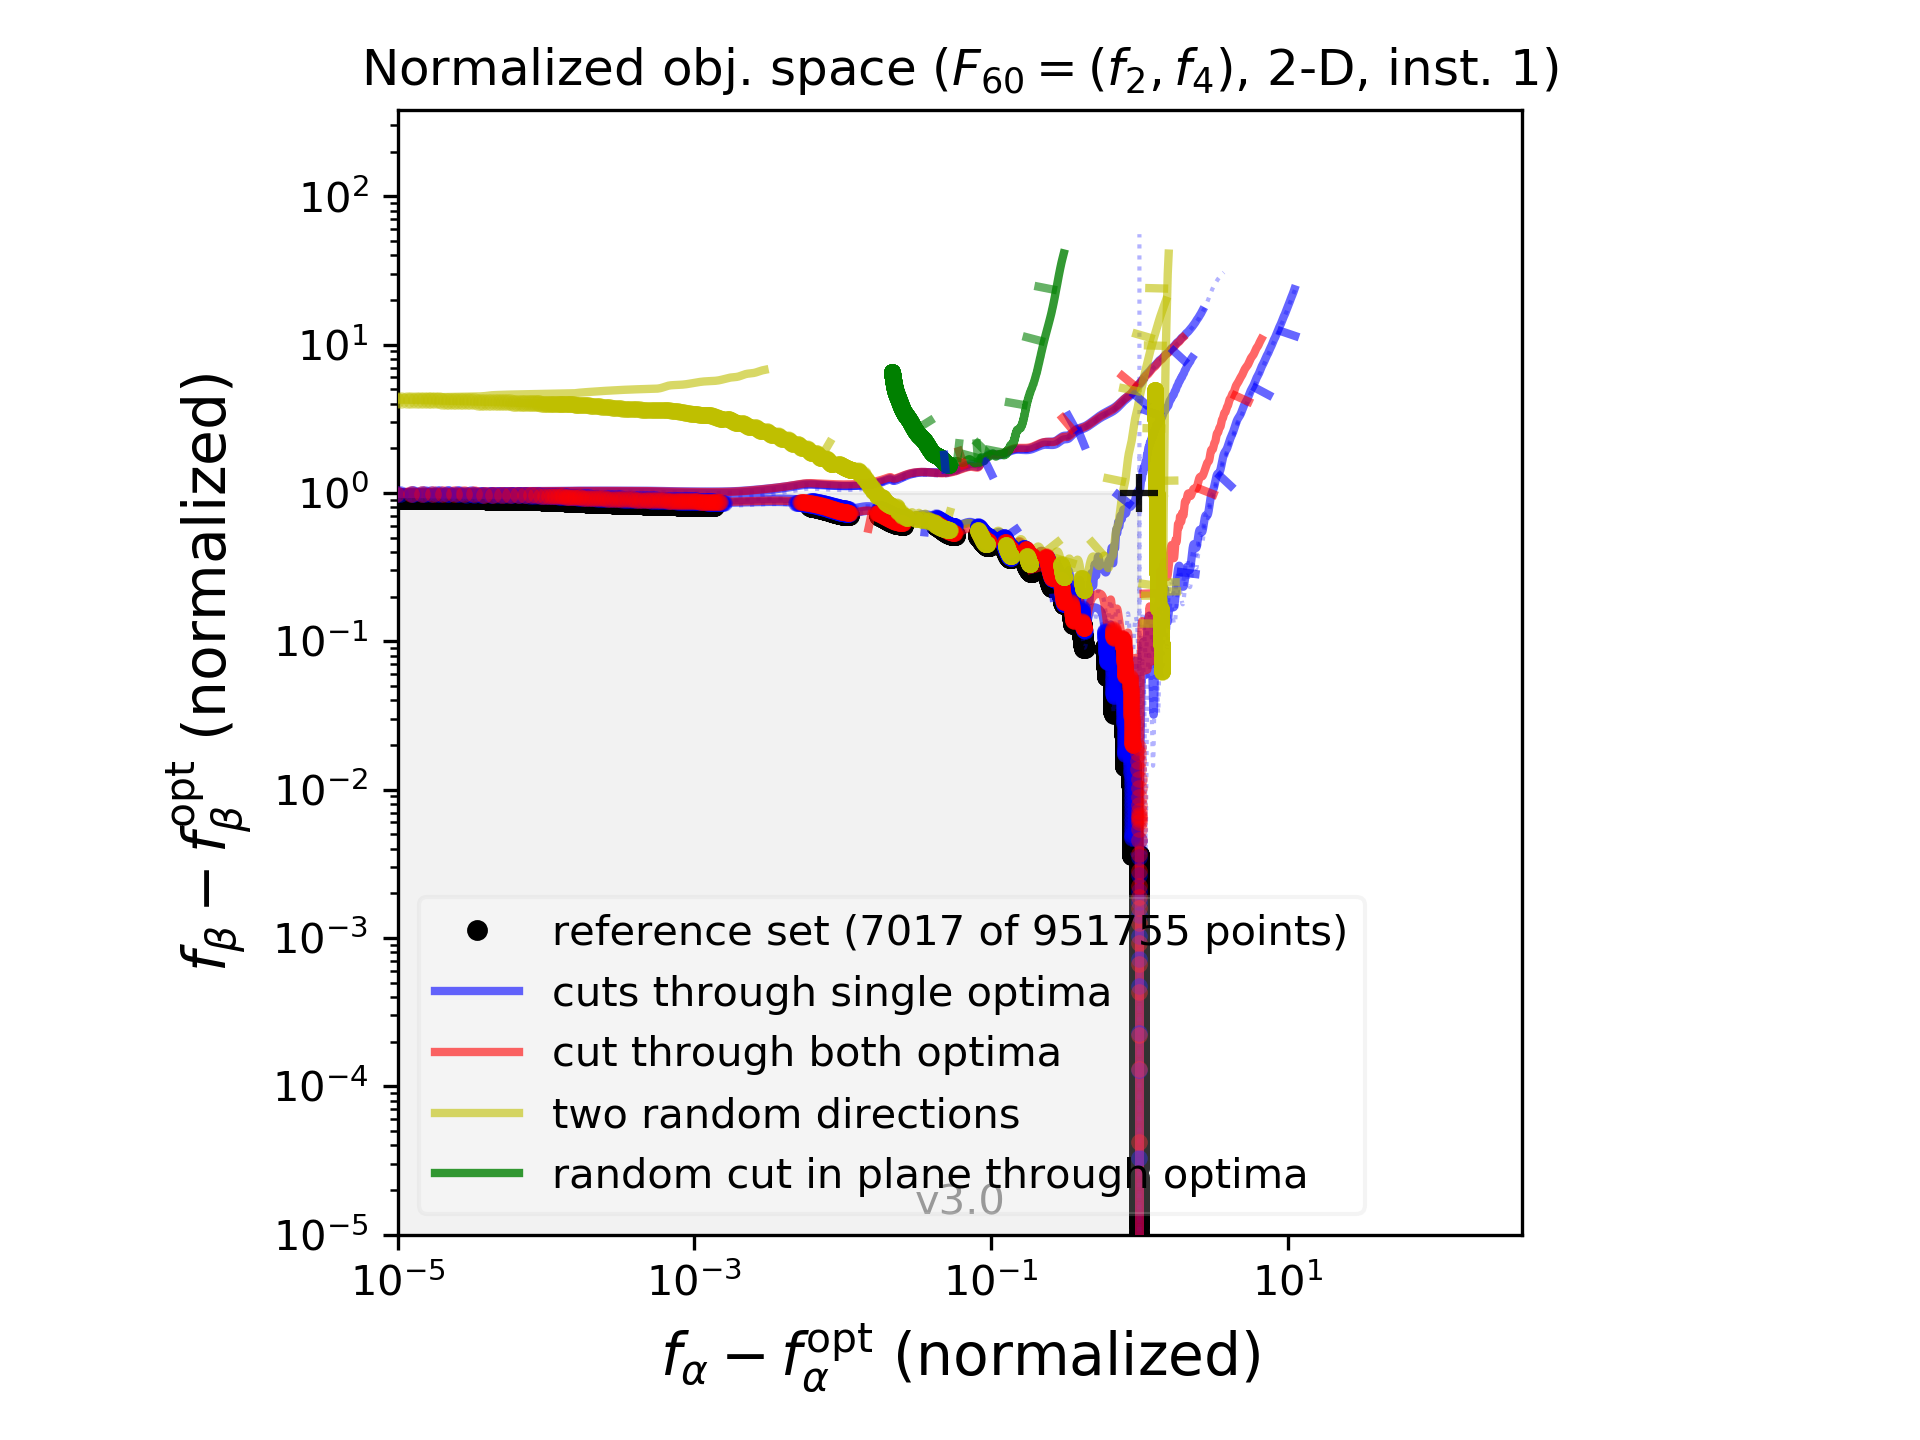 Normalized obj. space (F₆₀ = (f₂, f₄), 2-D, inst. 1)
10²
10¹
10⁰
10⁻¹
10⁻²
10⁻³
10⁻⁴
10⁻⁵
f_β − f_β^opt (normalized)
reference set (7017 of 951755 points)
cuts through single optima
cut through both optima
two random directions
random cut in plane through optima
v3.0
10⁻⁵ 10⁻³ 10⁻¹ 10¹
f_α − f_α^opt (normalized)